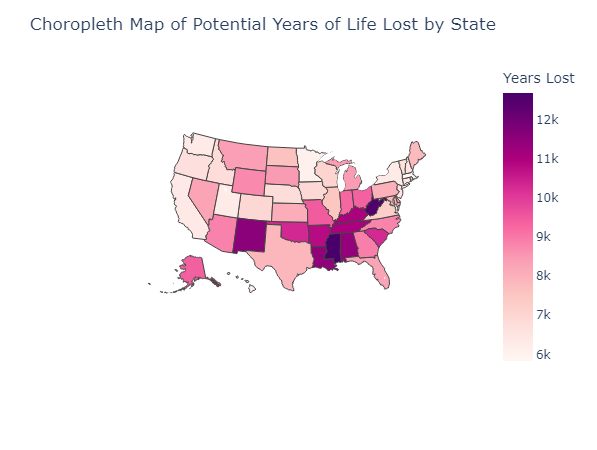 Choropleth Map of Potential Years of Life Lost by State
Years Lost
12k
11k
10k
9k
8k
7k
6k